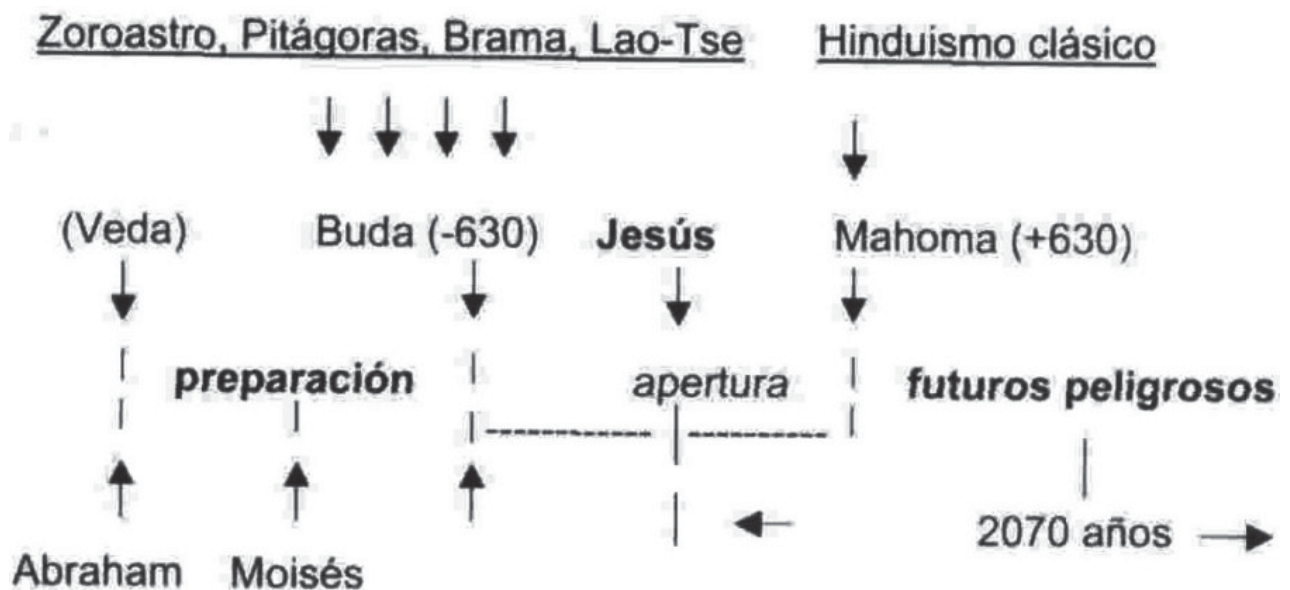 Zoroastro, Pitágoras, Brama, Lao-Tse Hinduismo clásico
(Veda) Buda (-630) Jesús Mahoma (+630)
preparación apertura futuros peligrosos
2070 años
Abraham Moisés